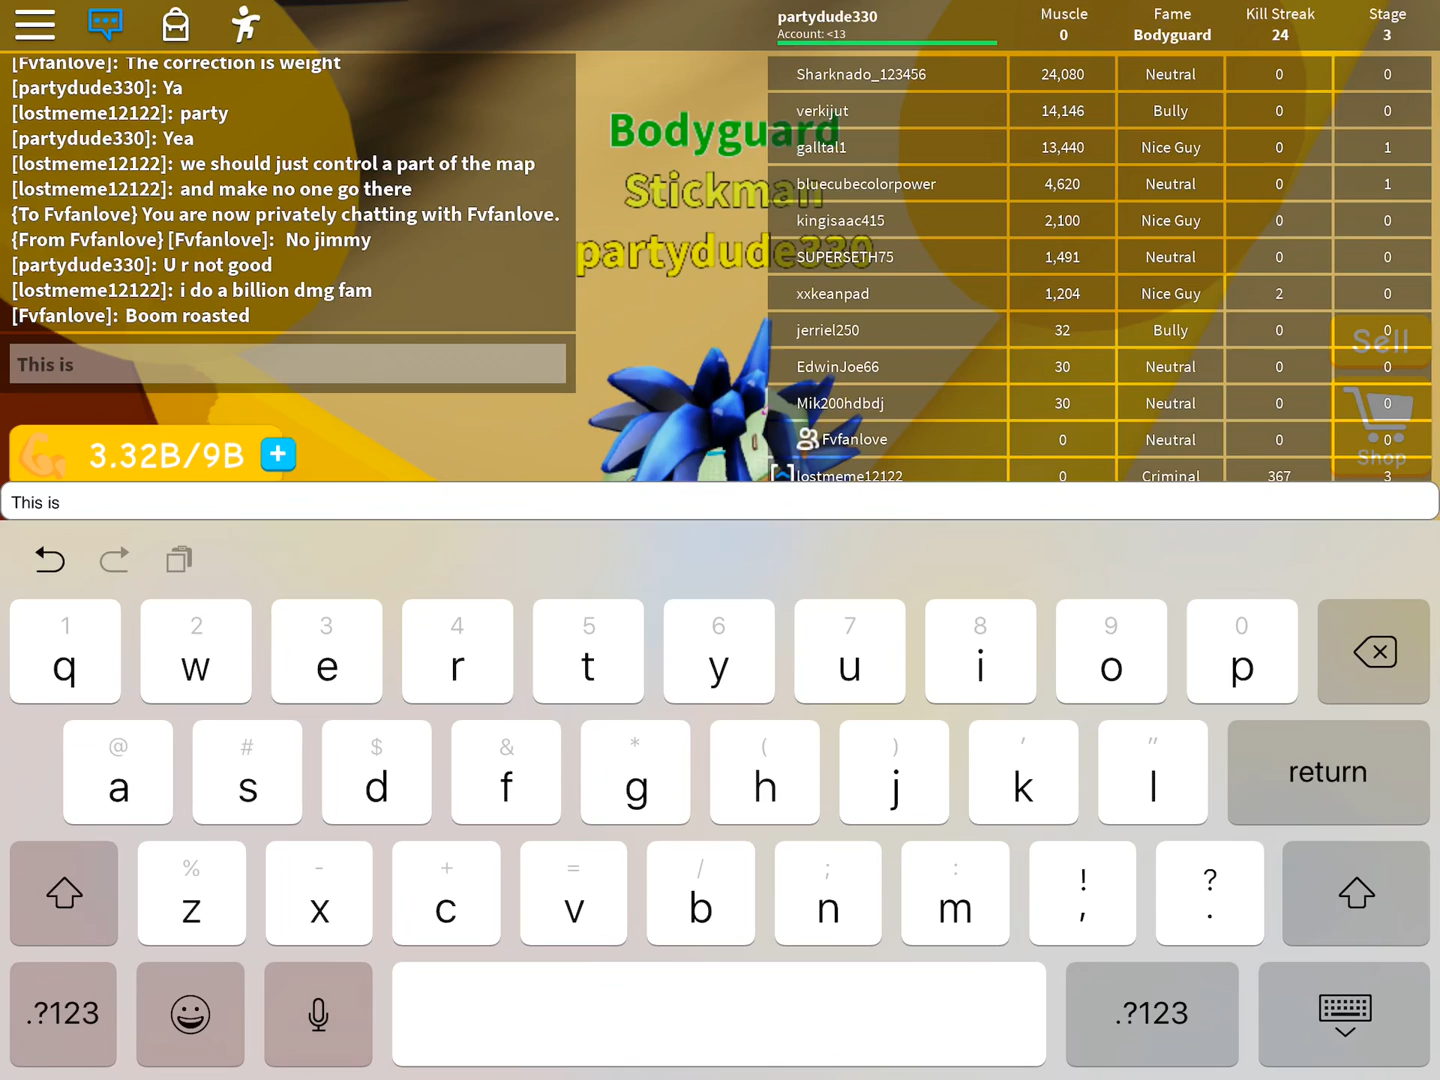 partydude330
Account: <13
Muscle
0
Fame
Bodyguard
Kill Streak
24
Stage
3
[Fvfanlove]: The correction is weight
[partydude330]: Ya
[lostmeme12122]: party
[partydude330]: Yea
[lostmeme12122]: we should just control a part of the map
[lostmeme12122]: and make no one go there
{To Fvfanlove} You are now privately chatting with Fvfanlove.
{From Fvfanlove} [Fvfanlove]: No jimmy
[partydude330]: U r not good
[lostmeme12122]: i do a billion dmg fam
[Fvfanlove]: Boom roasted
This is
3.32B/9B +
Bodyguard
Stickman
partydude330
Sharknado_123456 24,080 Neutral 0 0
verkijut 14,146 Bully 0 0
galltal1 13,440 Nice Guy 0 1
bluecubecolorpower 4,620 Neutral 0 1
kingisaac415 2,100 Nice Guy 0 0
SUPERSETH75 1,491 Neutral 0 0
xxkeanpad 1,204 Nice Guy 2 0
jerriel250 32 Bully 0 0
EdwinJoe66 30 Neutral 0 0
Mik200hdbdj 30 Neutral 0 0
Fvfanlove 0 Neutral 0 0
lostmeme12122 0 Criminal 367 3
Sell
Shop
This is
1 2 3 4 5 6 7 8 9 0
q w e r t y u i o p
@ # $ & * ( ) ' "
a s d f g h j k l return
% - + = / ; : ! ?
z x c v b n m , .
.?123 .?123